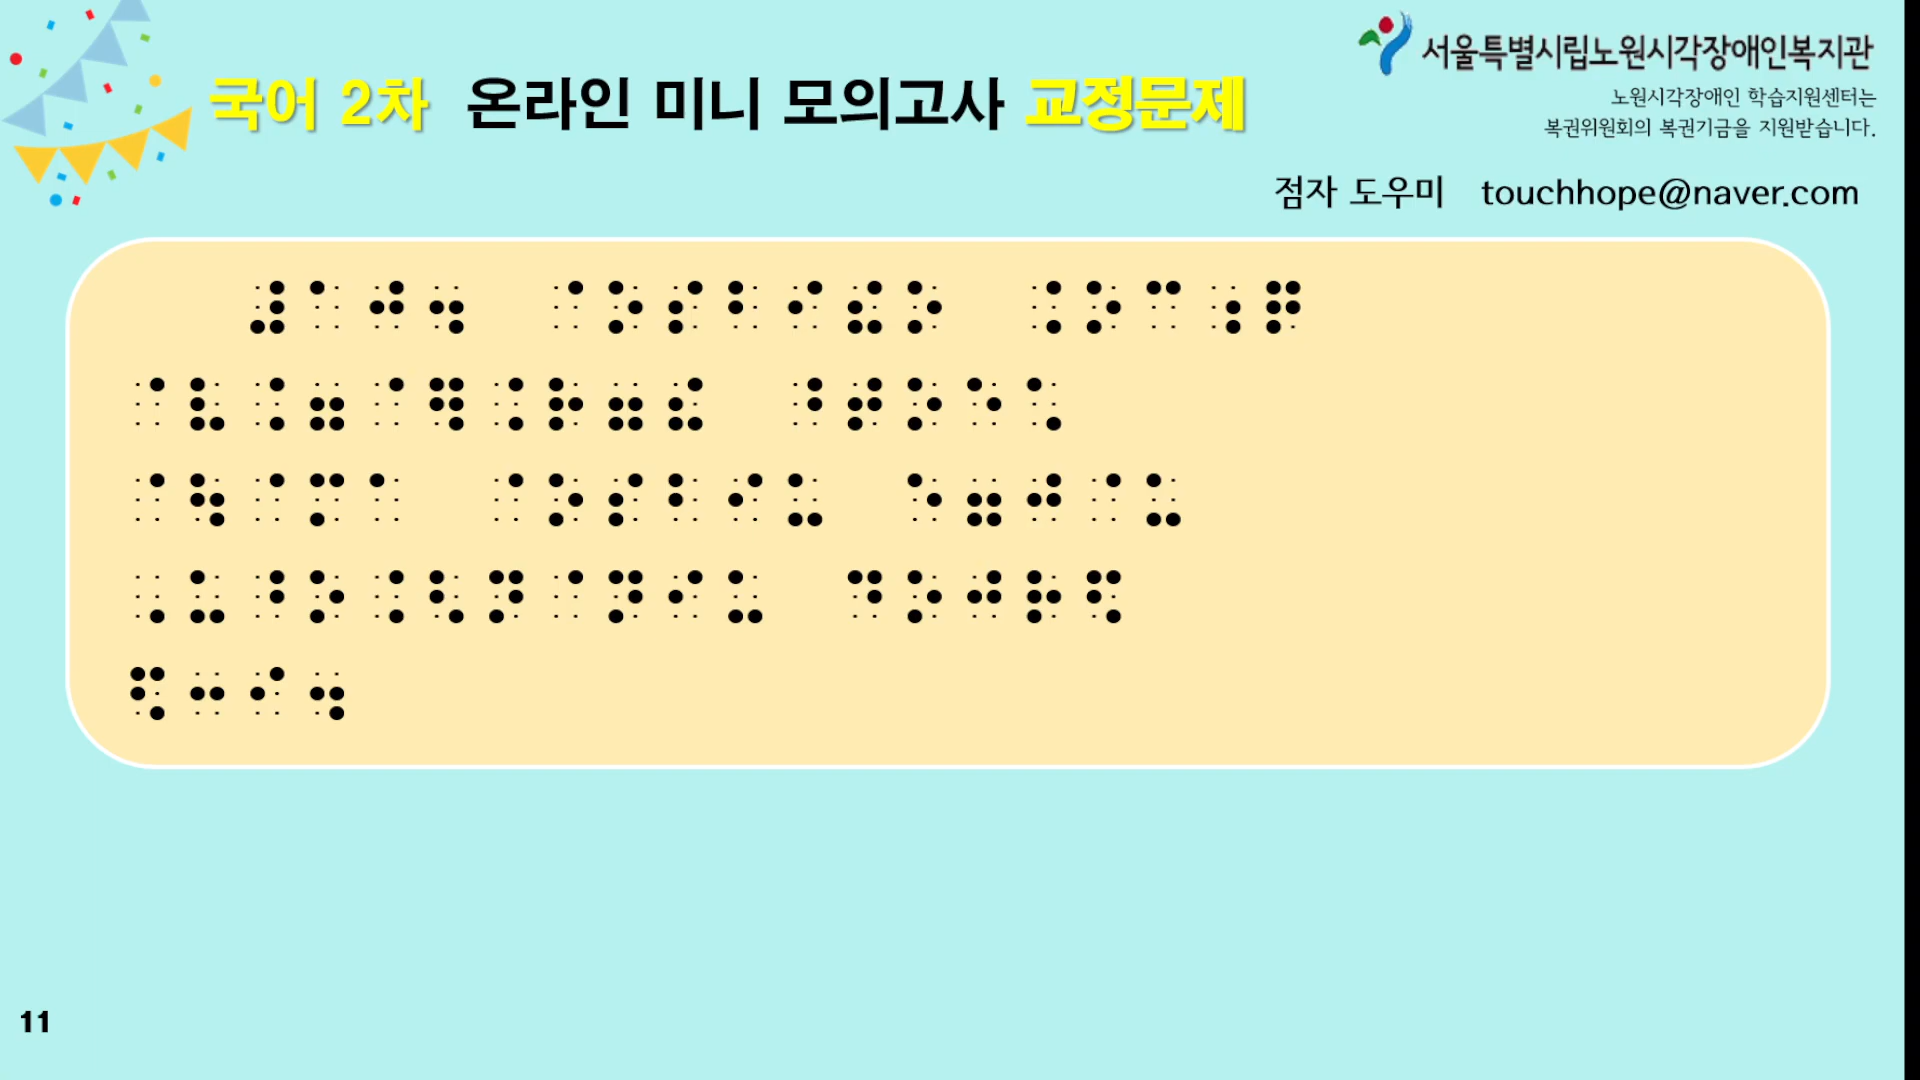 국어 2차 온라인 미니 모의고사 교정문제
서울특별시립노원시각장애인복지관
노원시각장애인 학습지원센터는
복권위원회의 복권기금을 지원받습니다.
점자 도우미 touchhope@naver.com
⠼⠁⠚⠲ ⠈⠕⠎⠃⠊⠮⠕ ⠨⠕⠉⠰⠟
⠈⠧⠨⠶⠈⠻⠨⠗⠶⠮ ⠘⠞⠕⠑⠡
⠈⠳⠈⠍⠁ ⠈⠕⠎⠃⠊⠥ ⠑⠶⠚⠈⠥
⠠⠥⠘⠕⠨⠣⠝⠈⠝⠊⠥ ⠙⠕⠚⠗⠫
⠫⠒⠊⠲
11